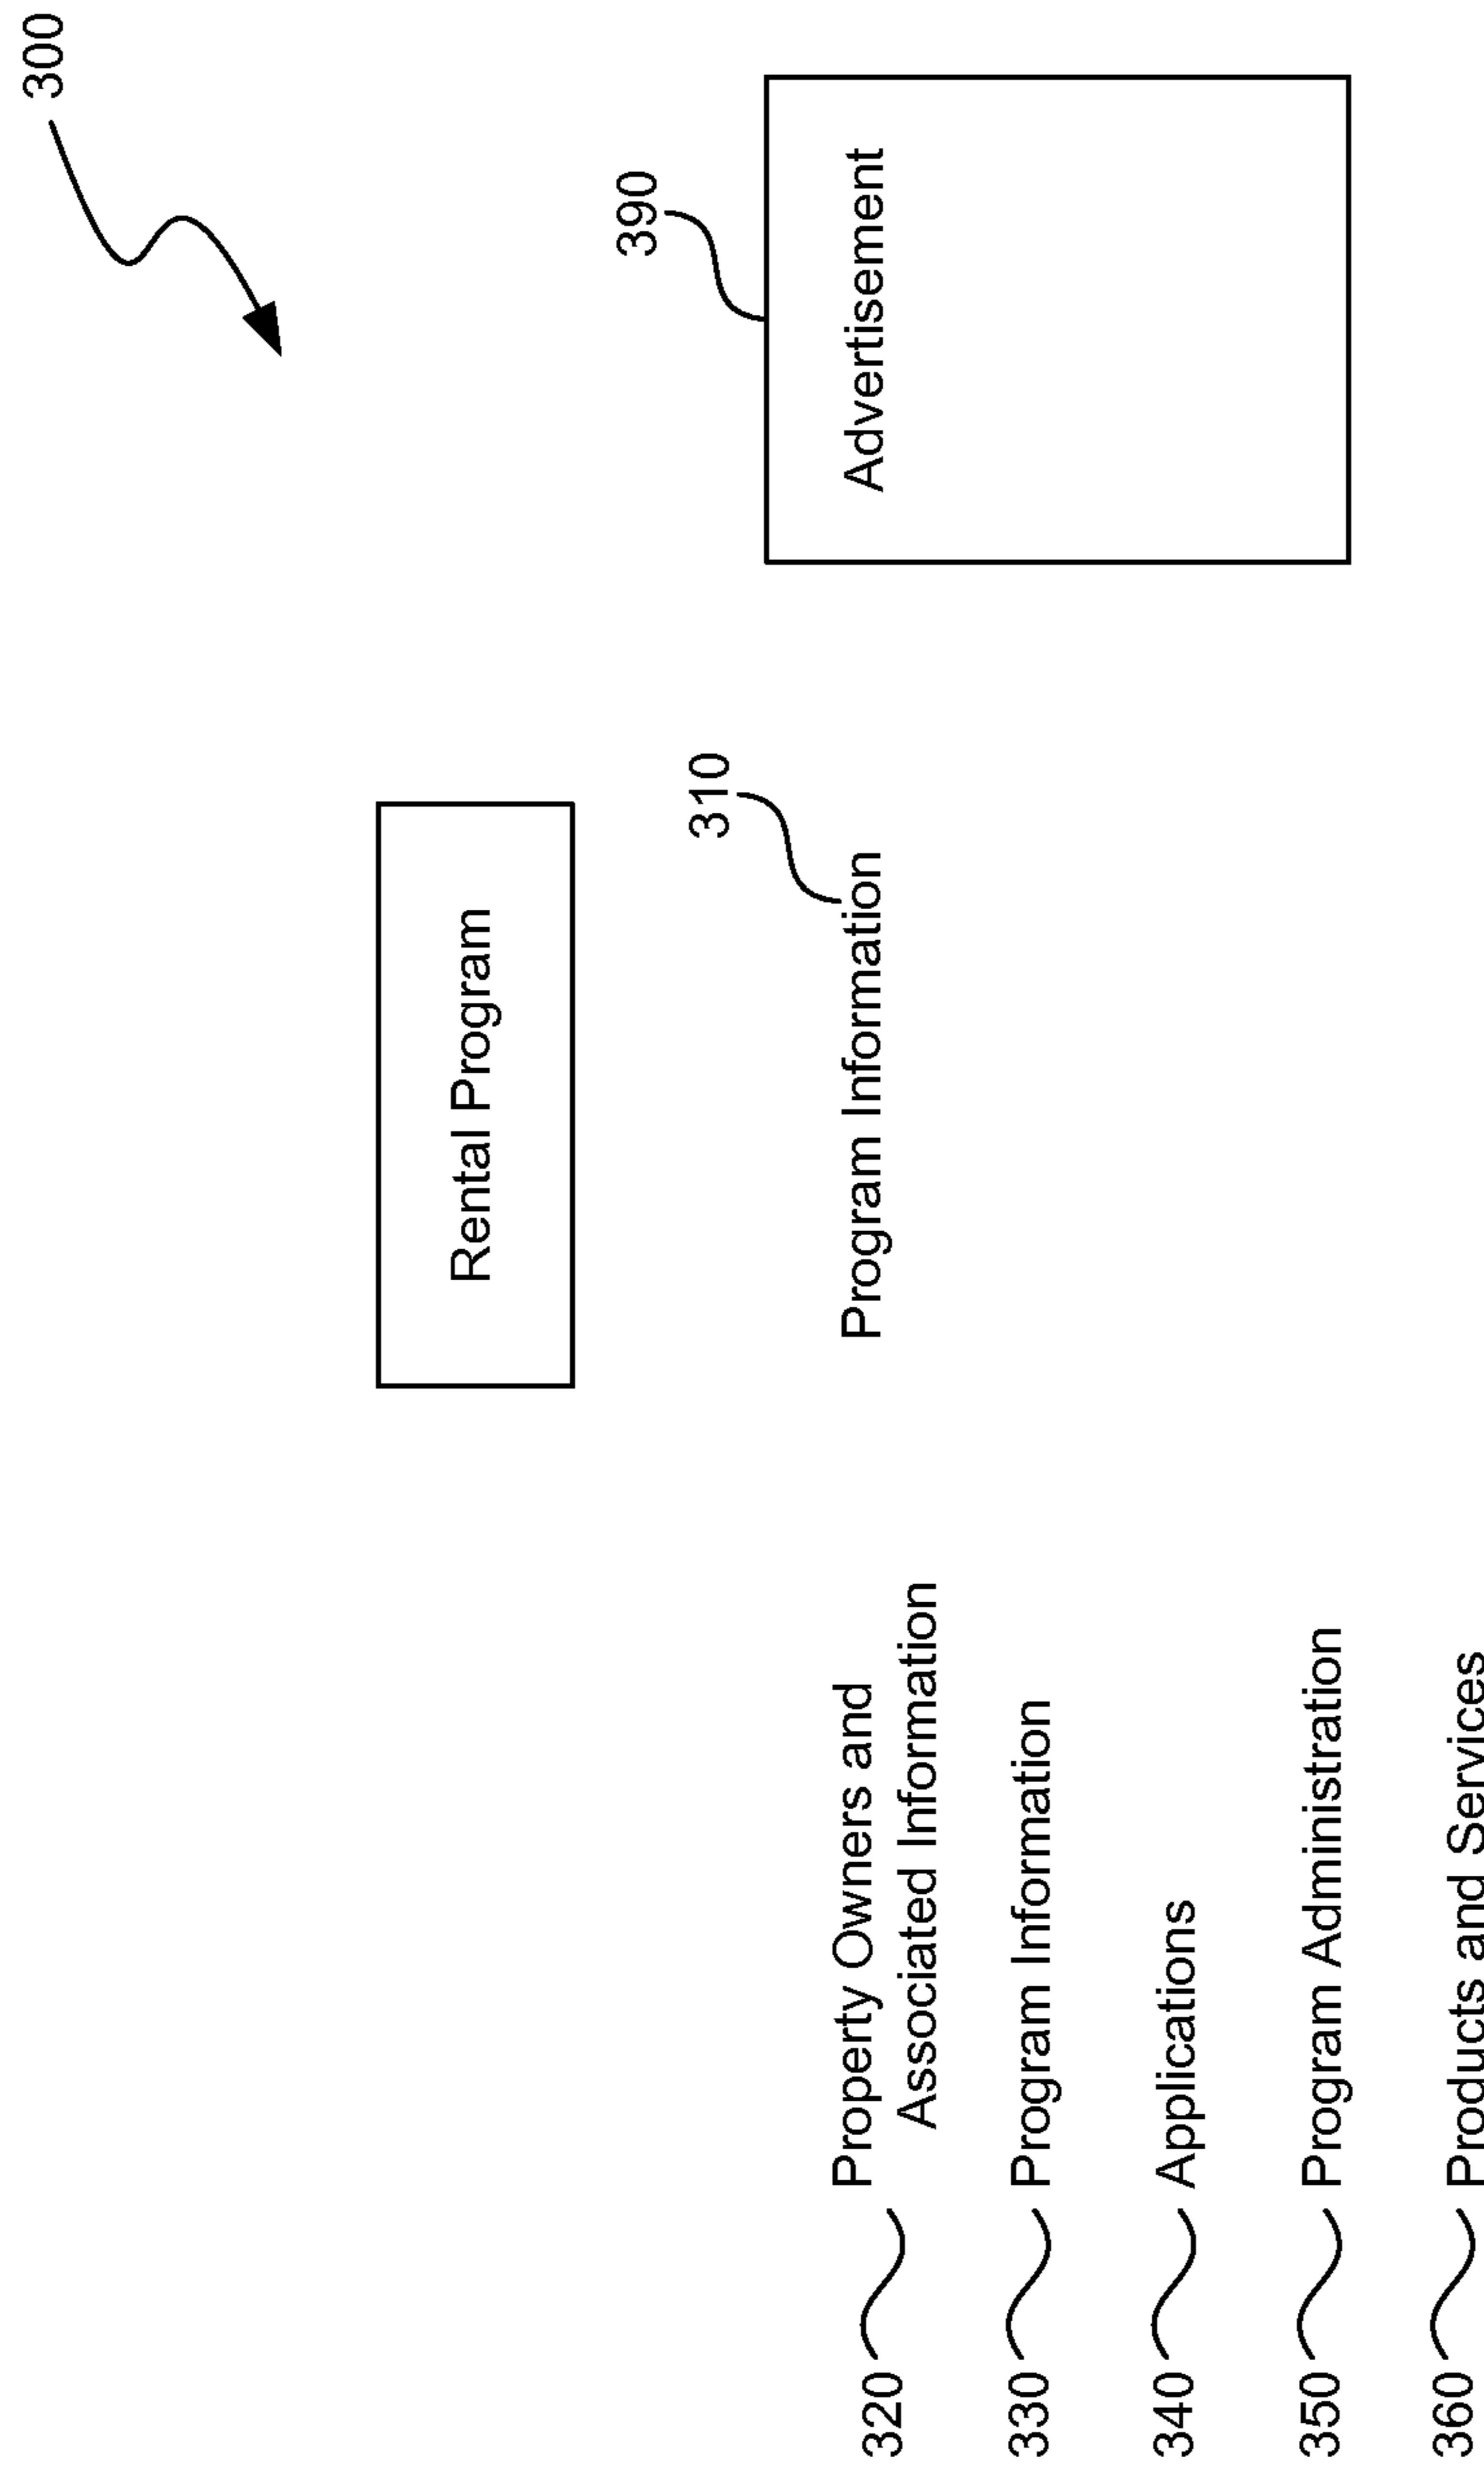 300
Rental Program
390
310
Advertisement
Program Information
320
Property Owners and
Associated Information
330
Program Information
340
Applications
350
Program Administration
360
Products and Services